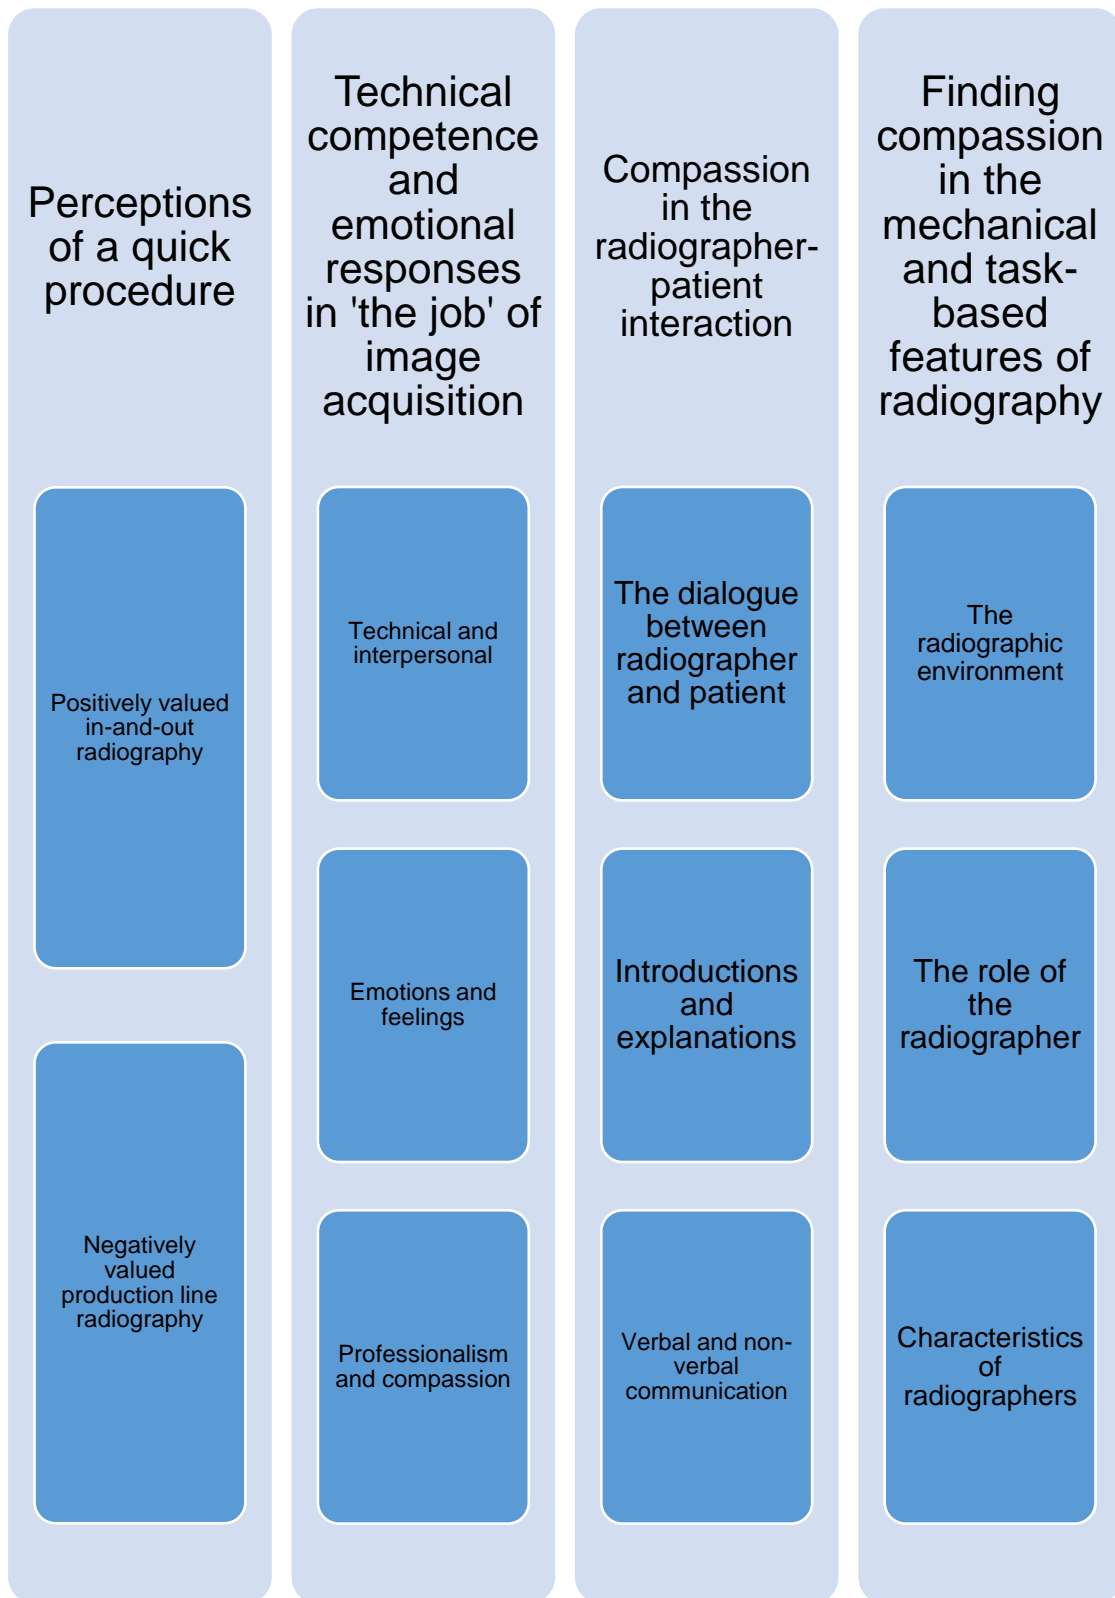 Perceptions
of a quick
procedure
Positively valued
in-and-out
radiography
Negatively
valued
production line
radiography
Technical
competence
and
emotional
responses
in 'the job' of
image
acquisition
Technical and
interpersonal
Emotions and
feelings
Professionalism
and compassion
Compassion
in the
radiographer-
patient
interaction
The dialogue
between
radiographer
and patient
Introductions
and
explanations
Verbal and non-
verbal
communication
Finding
compassion
in the
mechanical
and task-
based
features of
radiography
The
radiographic
environment
The role of
the
radiographer
Characteristics
of
radiographers